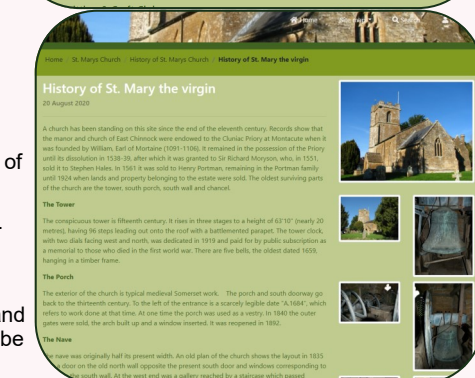 Home
Search
Home / St. Marys Church / History of St. Mary the virgin / History of St. Mary the virgin
History of St. Mary the virgin
20 August 2020
A church has been standing on this site since the end of the eleventh century. Records show that
the manor and church of East Chinnock were endowed to the Cluniac Priory at Montacute when it
was founded by William, Earl of Mortaine (1091-1106). It remained in the possession of the Priory
until its dissolution in 1538-39, after which it was granted to Sir Richard Moryson, who, in 1551,
sold it to Stephen Hales. In 1561 it was sold to Henry Portman, remaining in the Portman family
until 1924 when lands and property belonging to the estate were sold. The oldest surviving parts
of the church are the tower, south porch, south wall and chancel.
The Tower
The conspicuous tower is fifteenth century. It rises in three stages to a height of 63'10" (nearly 20
metres), having 96 steps leading out onto the roof with a battlemented parapet. The tower clock,
with two dials facing west and north, was dedicated in 1919 and paid for by public subscription as
a memorial to those who died in the first world war. There are five bells, the oldest dated 1659,
hanging in a timber frame.
The Porch
The exterior of the church is typical medieval Somerset work. The porch and south doorway go
back to the thirteenth century. To the left of the entrance is a scarcely legible date "A.1684", which
refers to work done at that time. At one time the porch was used as a vestry. In 1840 the outer
gates were sold, the arch built up and a window inserted. It was reopened in 1892.
The Nave
nave was originally half its present width. An old plan of the church shows the layout in 1835
a door on the old north wall opposite the present south door and windows corresponding to
the south wall. At the west end was a gallery reached by a staircase which passed
of
and
be